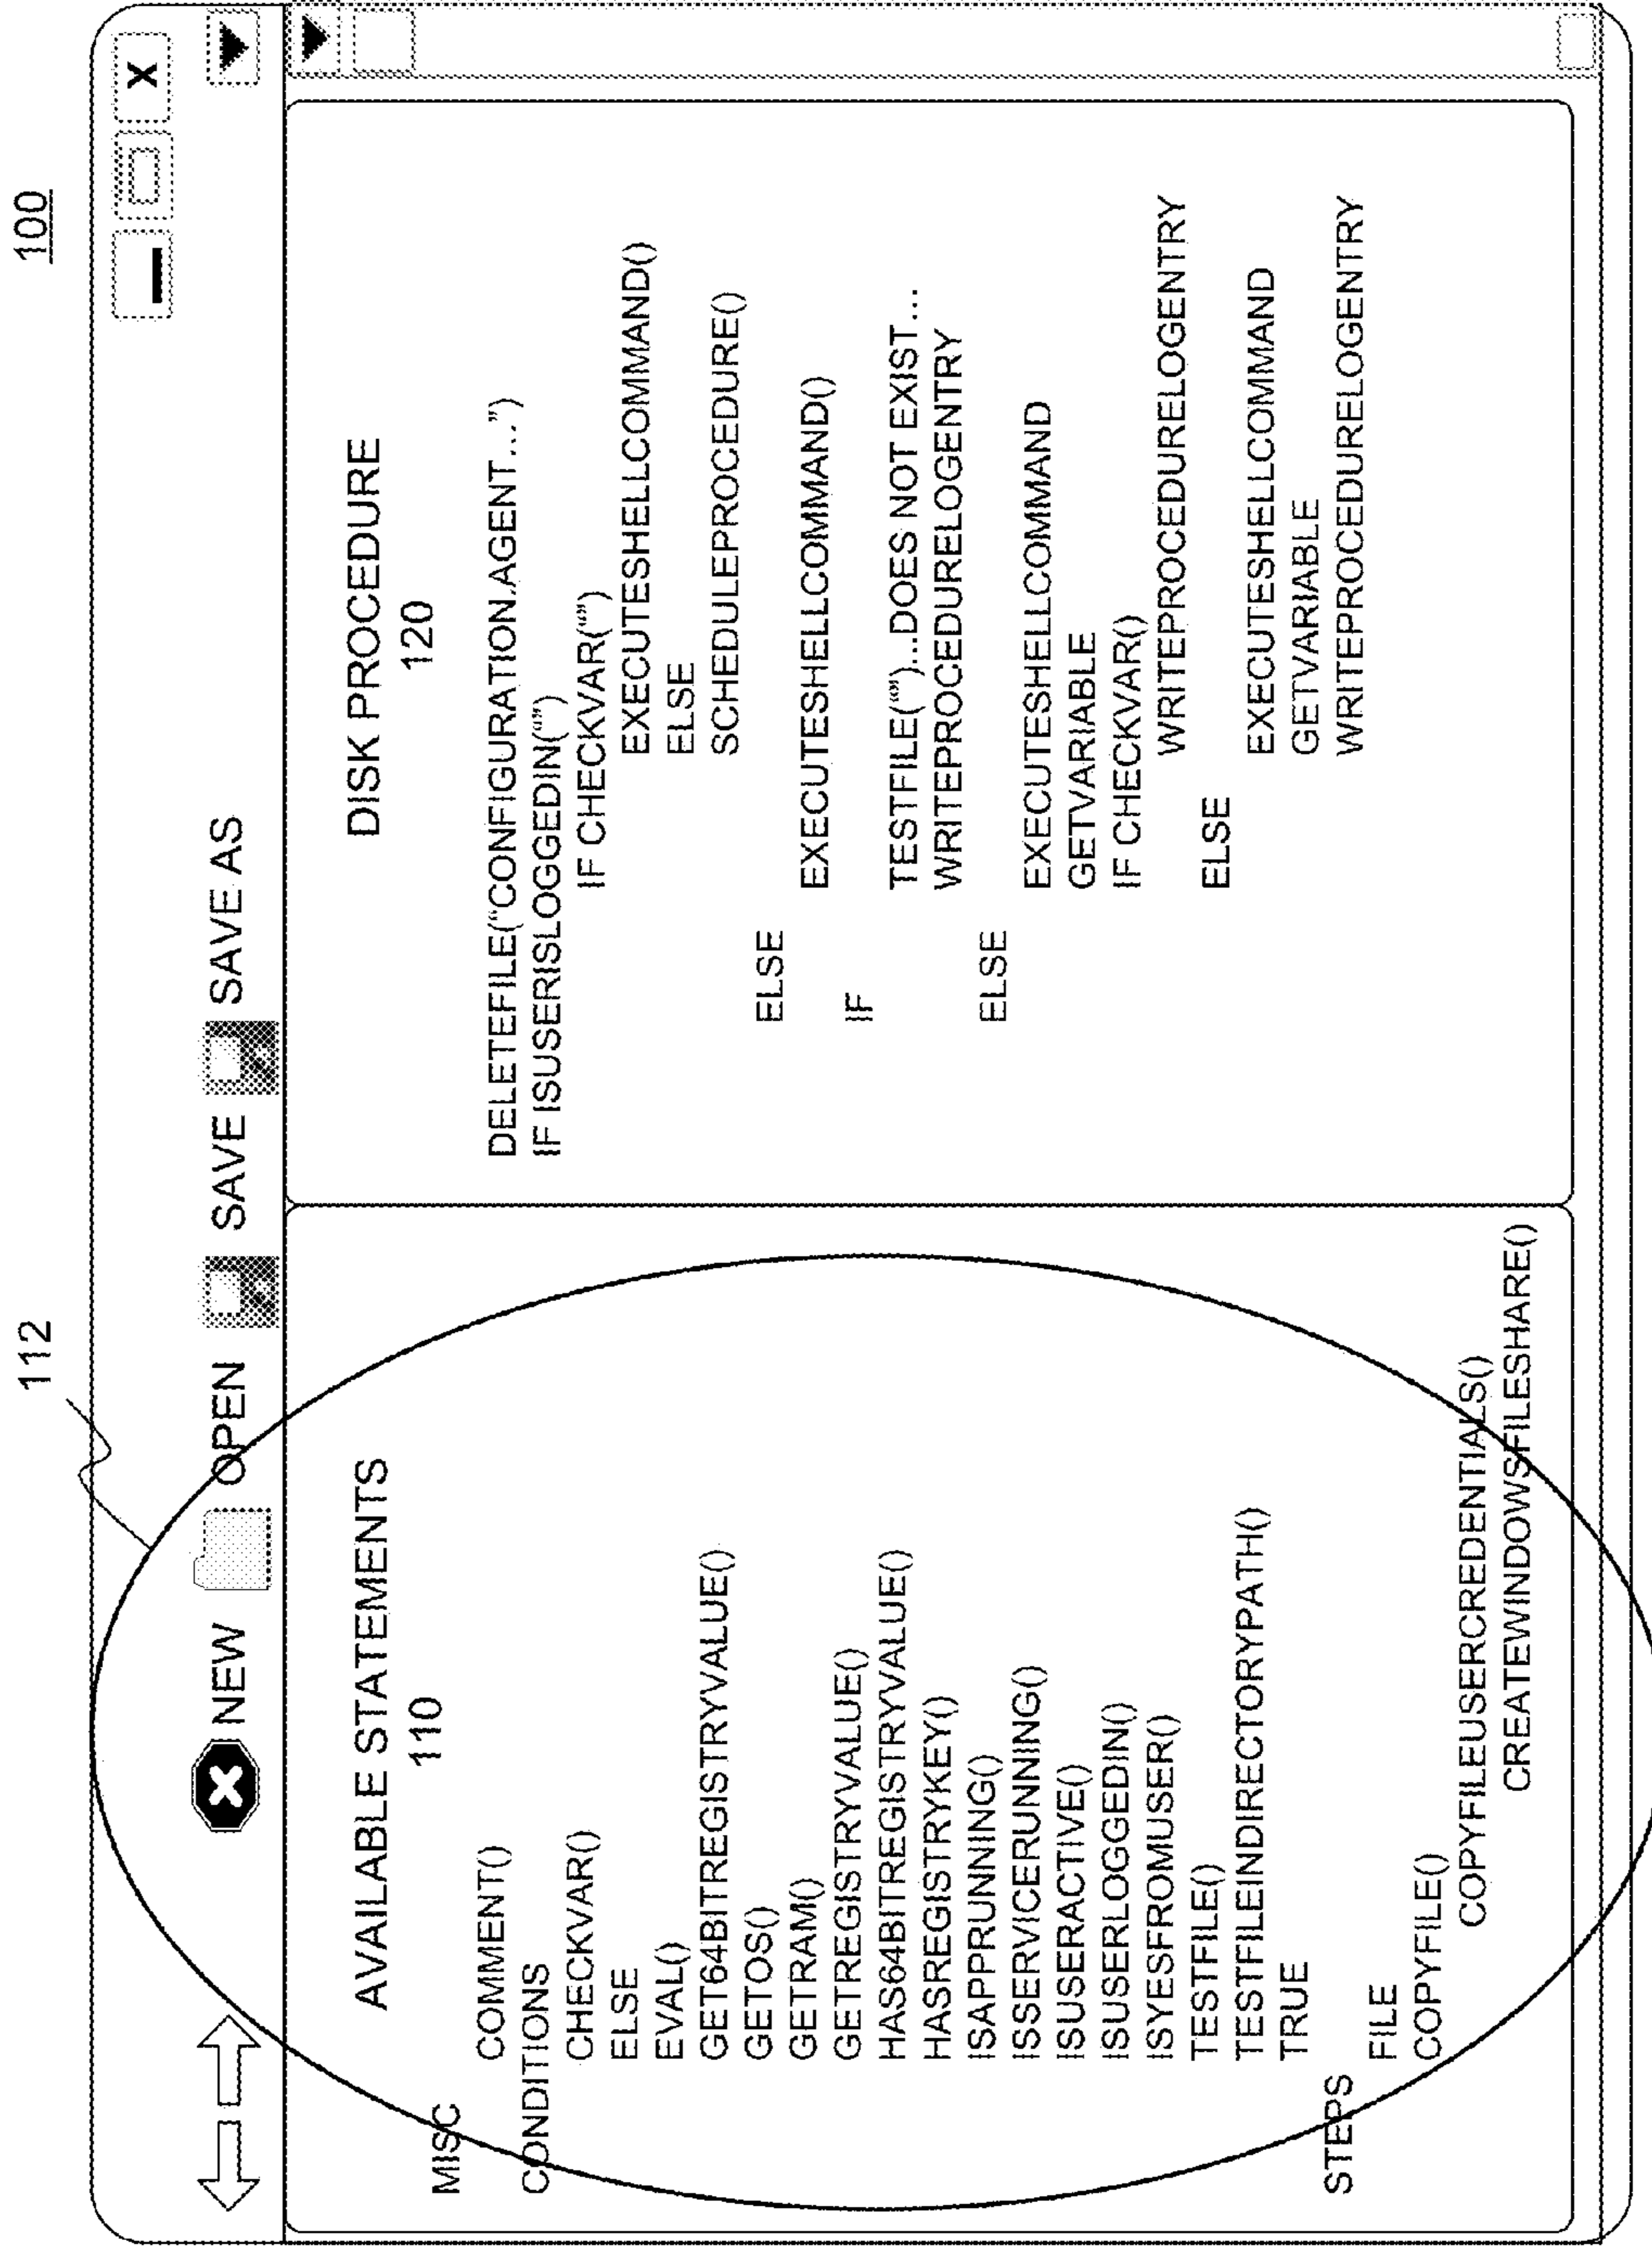 100
112
X
NEW OPEN SAVE SAVE AS
AVAILABLE STATEMENTS
110
MISC
COMMENT()
CONDITIONS
CHECKVAR()
ELSE
EVAL()
GET64BITREGISTRYVALUE()
GETOS()
GETRAM()
GETREGISTRYVALUE()
HAS64BITREGISTRYVALUE()
HASREGISTRYKEY()
ISAPPRUNNING()
ISSERVICERUNNING()
ISUSERACTIVE()
ISUSERLOGGEDIN()
ISYESFROMUSER()
TESTFILE()
TESTFILEINDIRECTORYPATH()
TRUE
STEPS
FILE
COPYFILE()
COPYFILEUSERCREDENTIALS()
CREATEWINDOWSFILESHARE()
DISK PROCEDURE
120
DELETEFILE(“CONFIGURATION.AGENT...”)
IF ISUSERISLOGGEDIN(“”)
IF CHECKVAR(“”)
EXECUTESHELLCOMMAND()
ELSE
SCHEDULEPROCEDURE()
ELSE
EXECUTESHELLCOMMAND()
IF
TESTFILE(“”)...DOES NOT EXIST...
WRITEPROCEDURELOGENTRY
ELSE
EXECUTESHELLCOMMAND
GETVARIABLE
IF CHECKVAR()
WRITEPROCEDURELOGENTRY
ELSE
EXECUTESHELLCOMMAND
GETVARIABLE
WRITEPROCEDURELOGENTRY